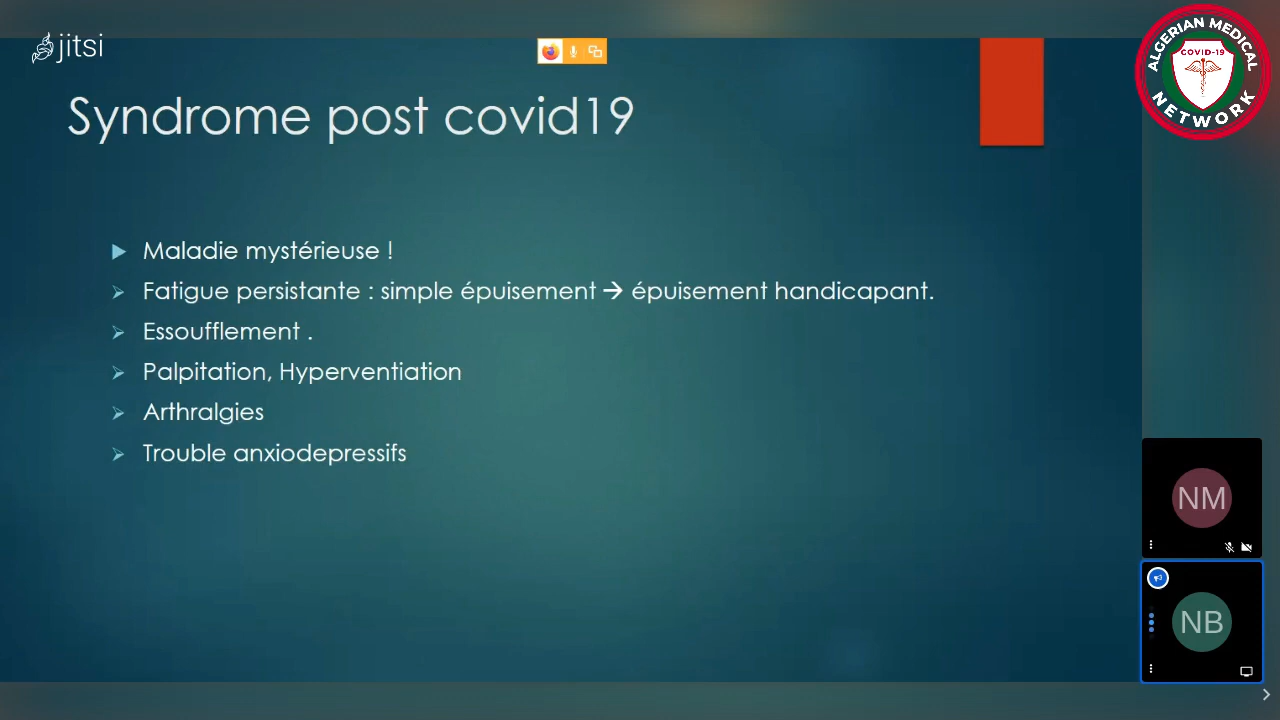 jitsi
ALGERIAN MEDICAL
COVID-19
NETWORK
Syndrome post covid19
Maladie mystérieuse !
Fatigue persistante : simple épuisement → épuisement handicapant.
Essoufflement .
Palpitation, Hyperventiation
Arthralgies
Trouble anxiodepressifs
NM
NB